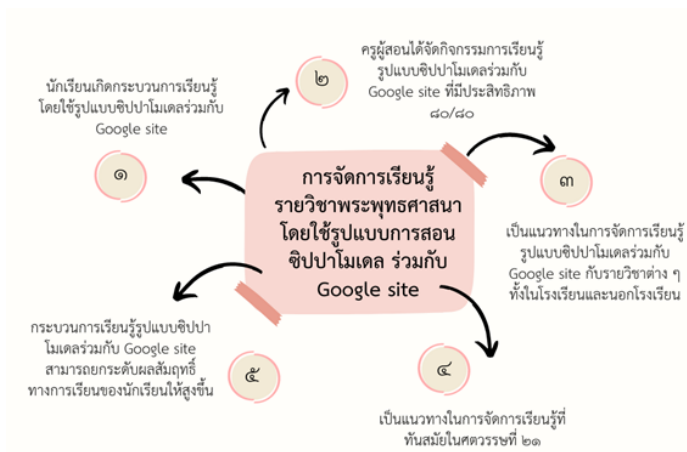 นักเรียนเกิดกระบวนการเรียนรู้
โดยใช้รูปแบบซิปปาโมเดลร่วมกับ
Google site
๑
๒
ครูผู้สอนได้จัดกิจกรรมการเรียนรู้
รูปแบบซิปปาโมเดลร่วมกับ
Google site ที่มีประสิทธิภาพ
๘๐/๘๐
การจัดการเรียนรู้
รายวิชาพระพุทธศาสนา
โดยใช้รูปแบบการสอน
ซิปปาโมเดล ร่วมกับ
Google site
๓
เป็นแนวทางในการจัดการเรียนรู้
รูปแบบซิปปาโมเดลร่วมกับ
Google site กับรายวิชาต่าง ๆ
ทั้งในโรงเรียนและนอกโรงเรียน
๔
เป็นแนวทางในการจัดการเรียนรู้ที่
ทันสมัยในศตวรรษที่ ๒๑
๕
กระบวนการเรียนรู้รูปแบบซิปปา
โมเดลร่วมกับ Google site
สามารถยกระดับผลสัมฤทธิ์
ทางการเรียนของนักเรียนให้สูงขึ้น